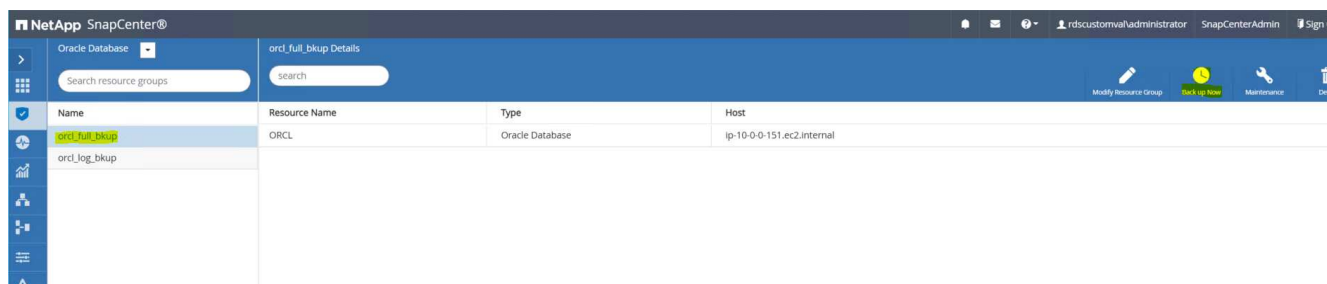 NetApp SnapCenter®
rdscustomval\administrator SnapCenterAdmin Sign
Oracle Database
orcl_full_bkup Details
Search resource groups
search
Modify Resource Group Back up Now Maintenance
Name
Resource Name Type Host
orcl_full_bkup
ORCL Oracle Database ip-10-0-0-151.ec2.internal
orcl_log_bkup